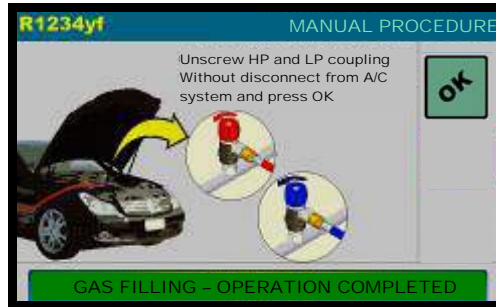 R1234yf
MANUAL PROCEDURE
Unscrew HP and LP coupling
Without disconnect from A/C
system and press OK
OK
GAS FILLING – OPERATION COMPLETED